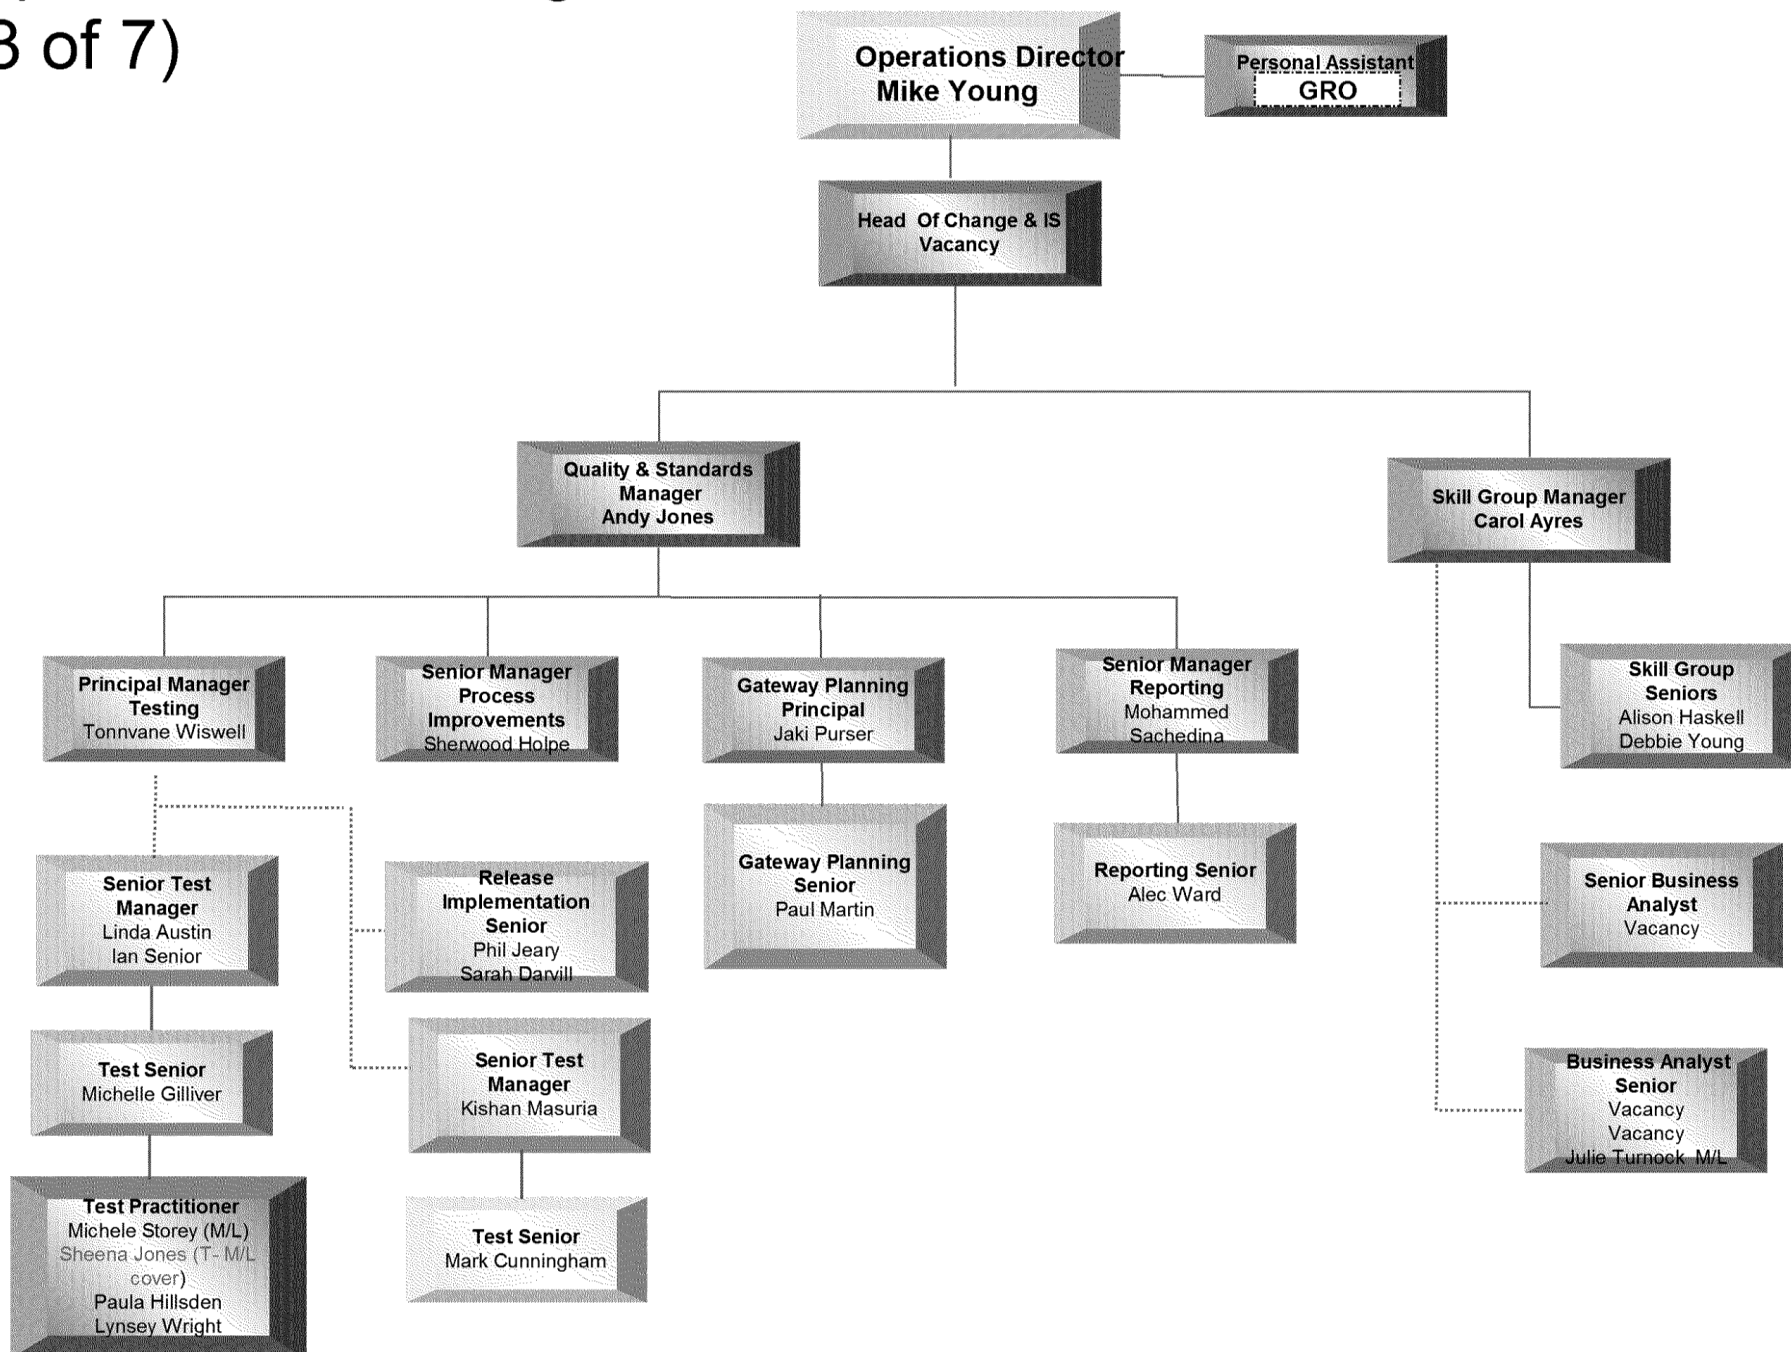 3 of 7)
Operations Director
Mike Young
Personal Assistant
GRO
Head Of Change & IS
Vacancy
Quality & Standards
Manager
Andy Jones
Skill Group Manager
Carol Ayres
Principal Manager
Testing
Tonnvane Wiswell
Senior Manager
Process
Improvements
Sherwood Holpe
Gateway Planning
Principal
Jaki Purser
Senior Manager
Reporting
Mohammed
Sachedina
Skill Group
Seniors
Alison Haskell
Debbie Young
Senior Test
Manager
Linda Austin
Ian Senior
Release
Implementation
Senior
Phil Jeary
Sarah Darvill
Gateway Planning
Senior
Paul Martin
Reporting Senior
Alec Ward
Senior Business
Analyst
Vacancy
Test Senior
Michelle Gilliver
Senior Test
Manager
Kishan Masuria
Business Analyst
Senior
Vacancy
Vacancy
Julie Turnock M/L
Test Practitioner
Michele Storey (M/L)
Sheena Jones (T- M/L
cover)
Paula Hillsden
Lynsey Wright
Test Senior
Mark Cunningham